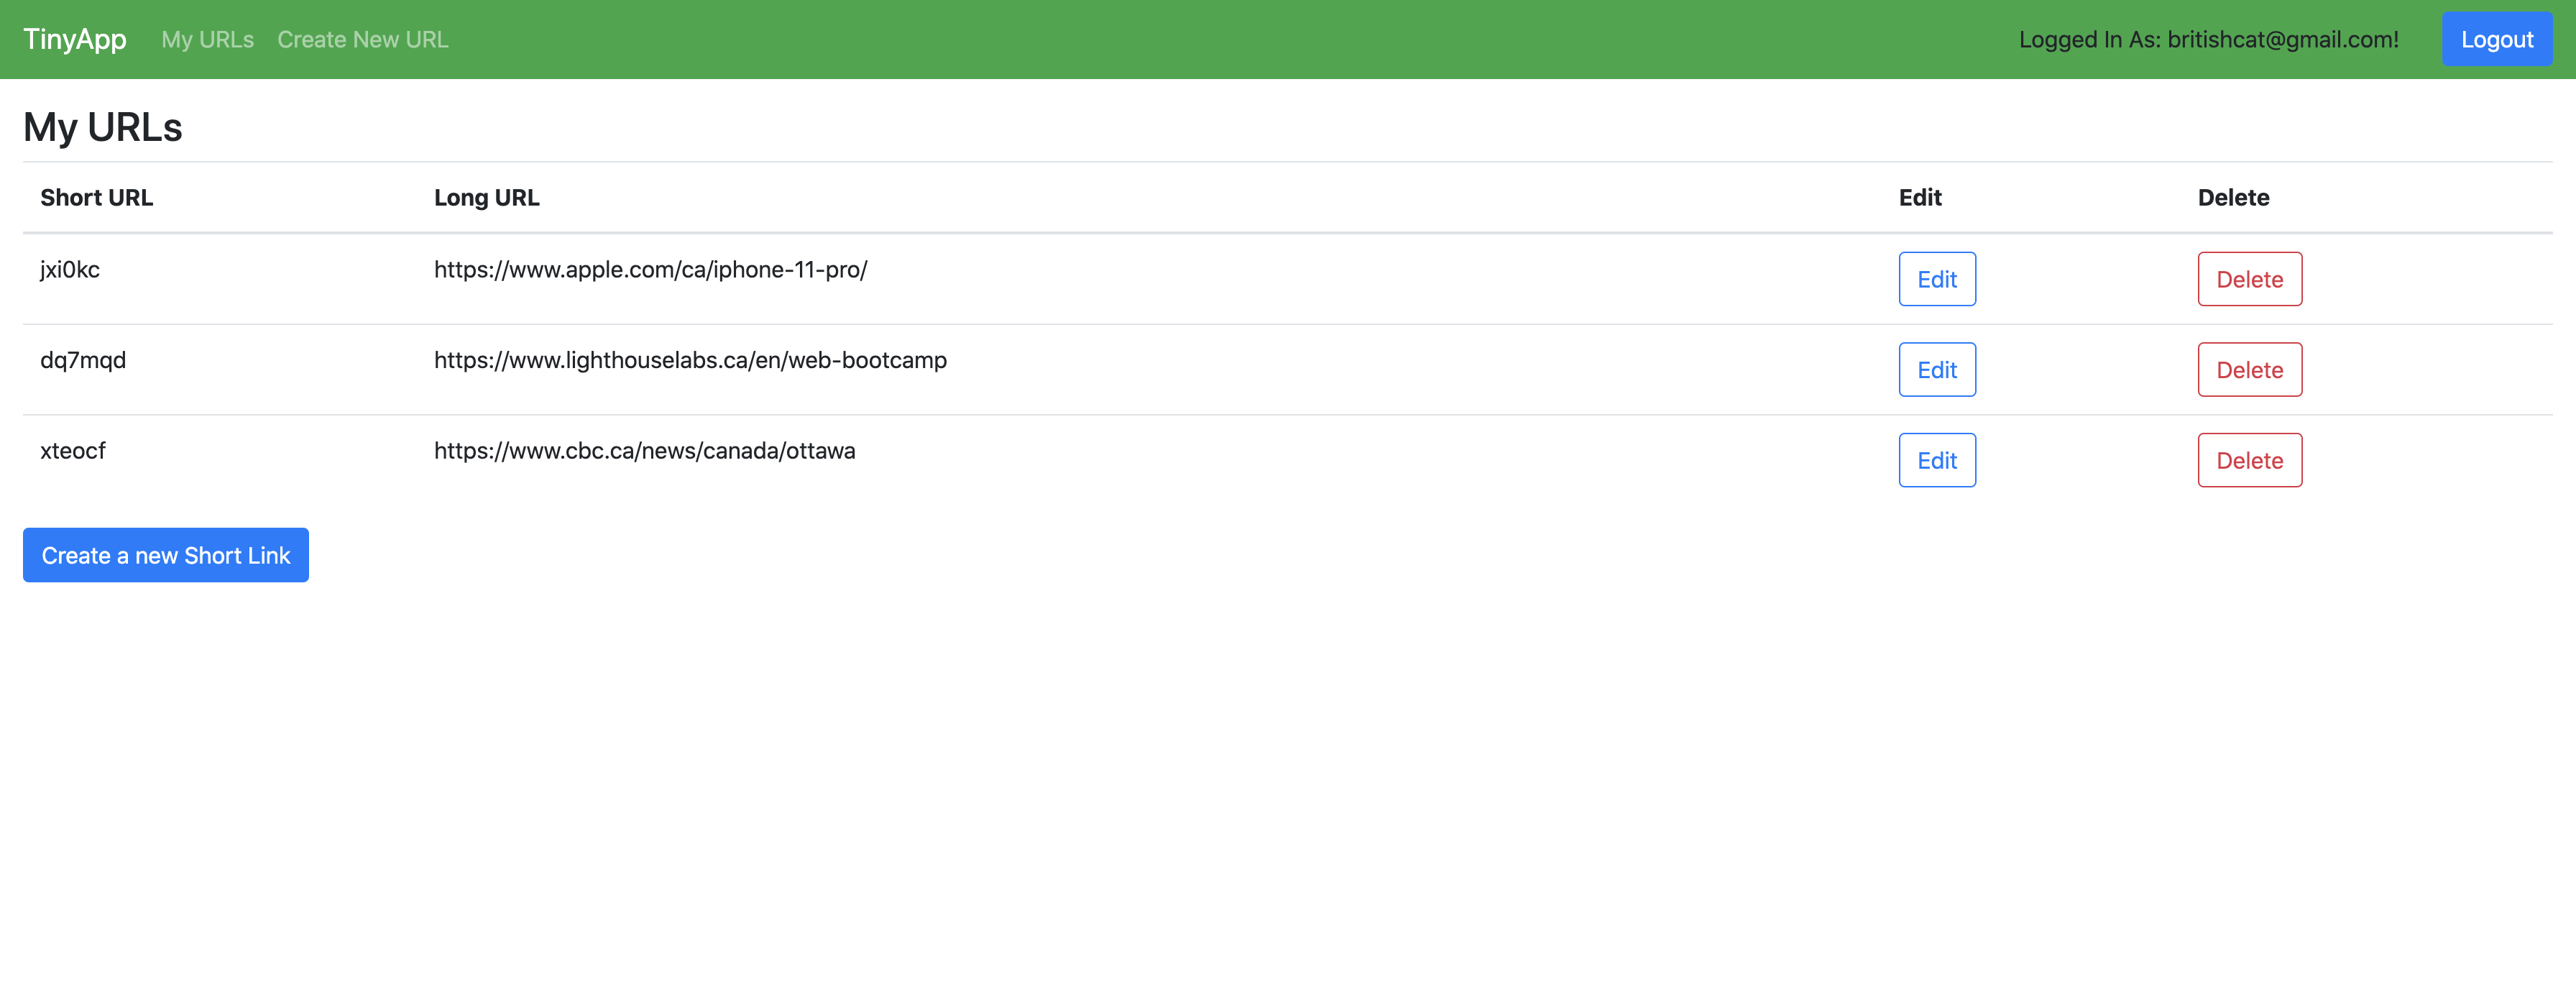 TinyApp My URLs Create New URL Logged In As: britishcat@gmail.com! Logout
My URLs
Short URL Long URL Edit Delete
jxi0kc https://www.apple.com/ca/iphone-11-pro/ Edit Delete
dq7mqd https://www.lighthouselabs.ca/en/web-bootcamp Edit Delete
xteocf https://www.cbc.ca/news/canada/ottawa Edit Delete
Create a new Short Link